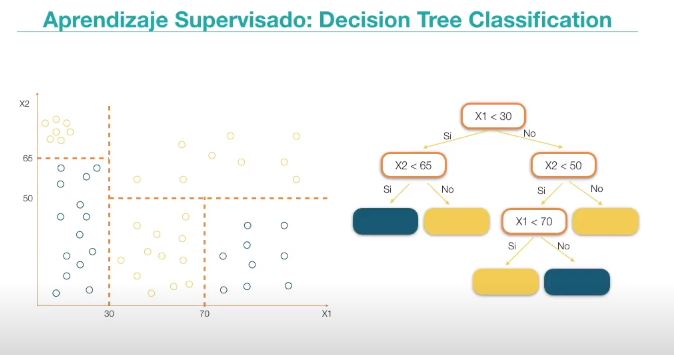 Aprendizaje Supervisado: Decision Tree Classification
X2
65
50
30
70
X1
X1 < 30
Si
No
X2 < 65
X2 < 50
Si
No
Si
No
X1 < 70
Si
No